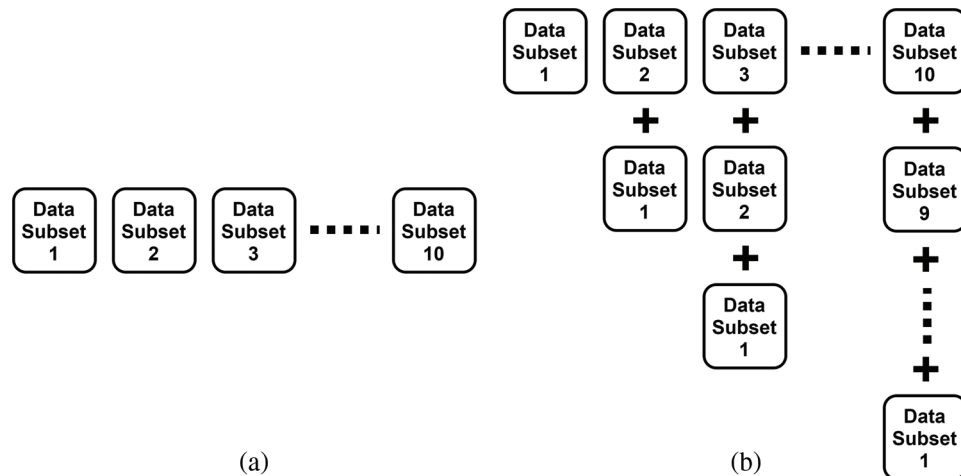 Data
Subset
1
Data
Subset
2
Data
Subset
3
Data
Subset
10
(a)
Data
Subset
1
Data
Subset
2
Data
Subset
3
Data
Subset
10
+
+
+
Data
Subset
1
Data
Subset
2
Data
Subset
9
+
+
Data
Subset
1
+
Data
Subset
1
(b)